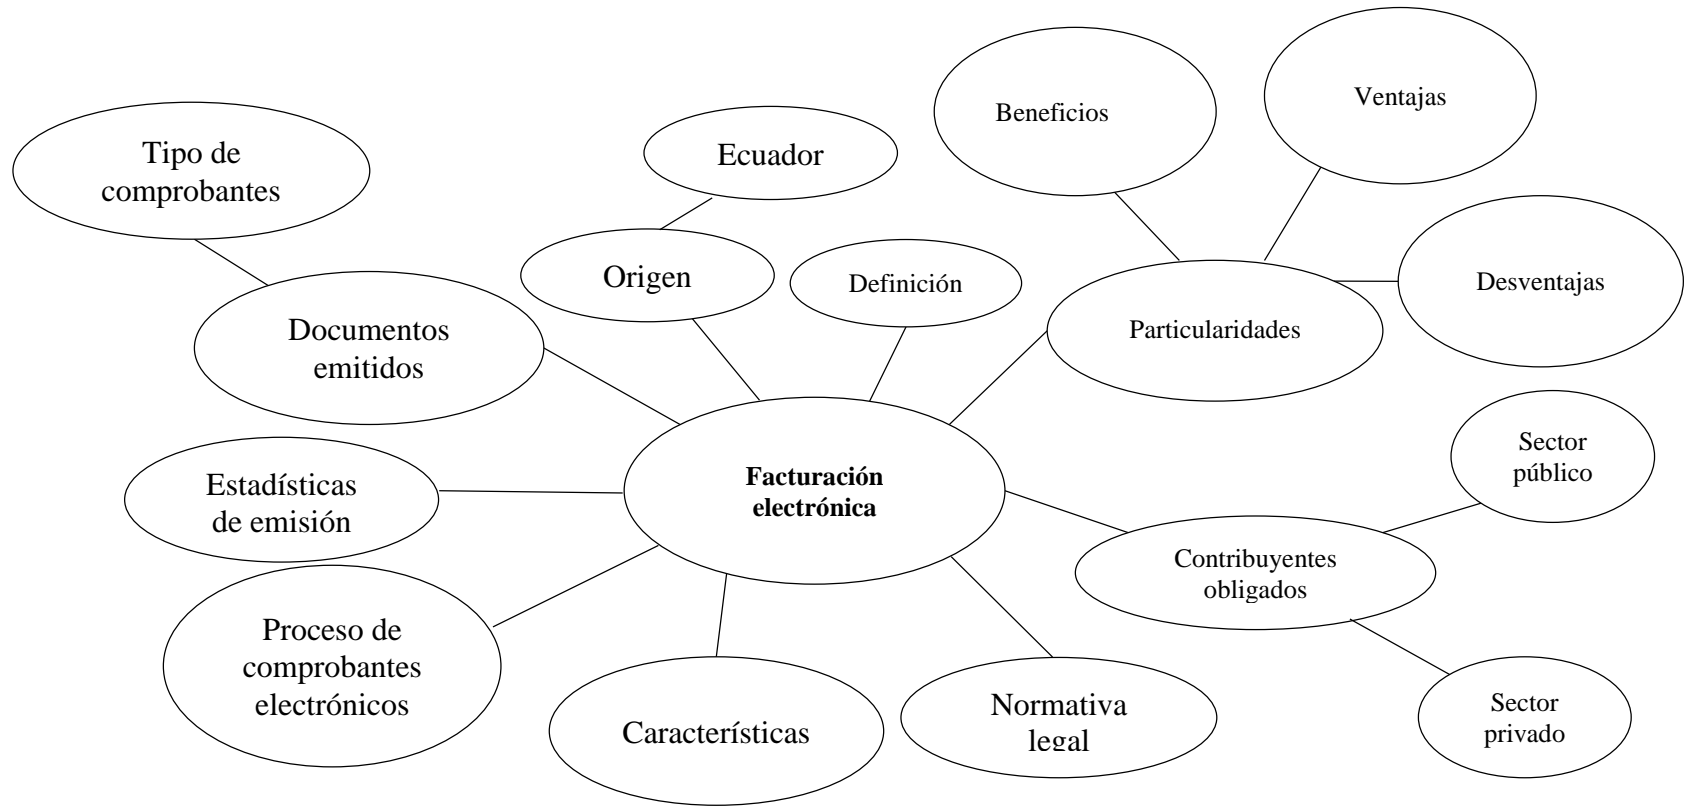 Ventajas
Beneficios
Tipo de
comprobantes
Ecuador
Origen
Definición
Desventajas
Documentos
emitidos
Particularidades
Sector
público
Estadísticas
de emisión
Facturación
electrónica
Contribuyentes
obligados
Proceso de
comprobantes
electrónicos
Características
Normativa
legal
Sector
privado